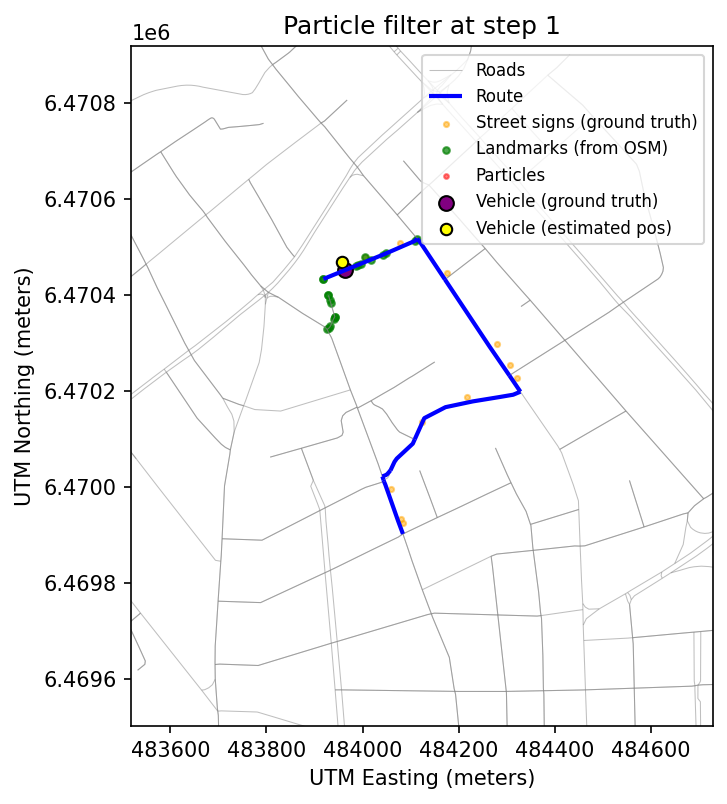 Particle filter at step 1
1e6
Roads
Route
Street signs (ground truth)
Landmarks (from OSM)
Particles
Vehicle (ground truth)
Vehicle (estimated pos)
6.4708
6.4706
6.4704
6.4702
6.4700
6.4698
6.4696
UTM Northing (meters)
483600 483800 484000 484200 484400 484600
UTM Easting (meters)